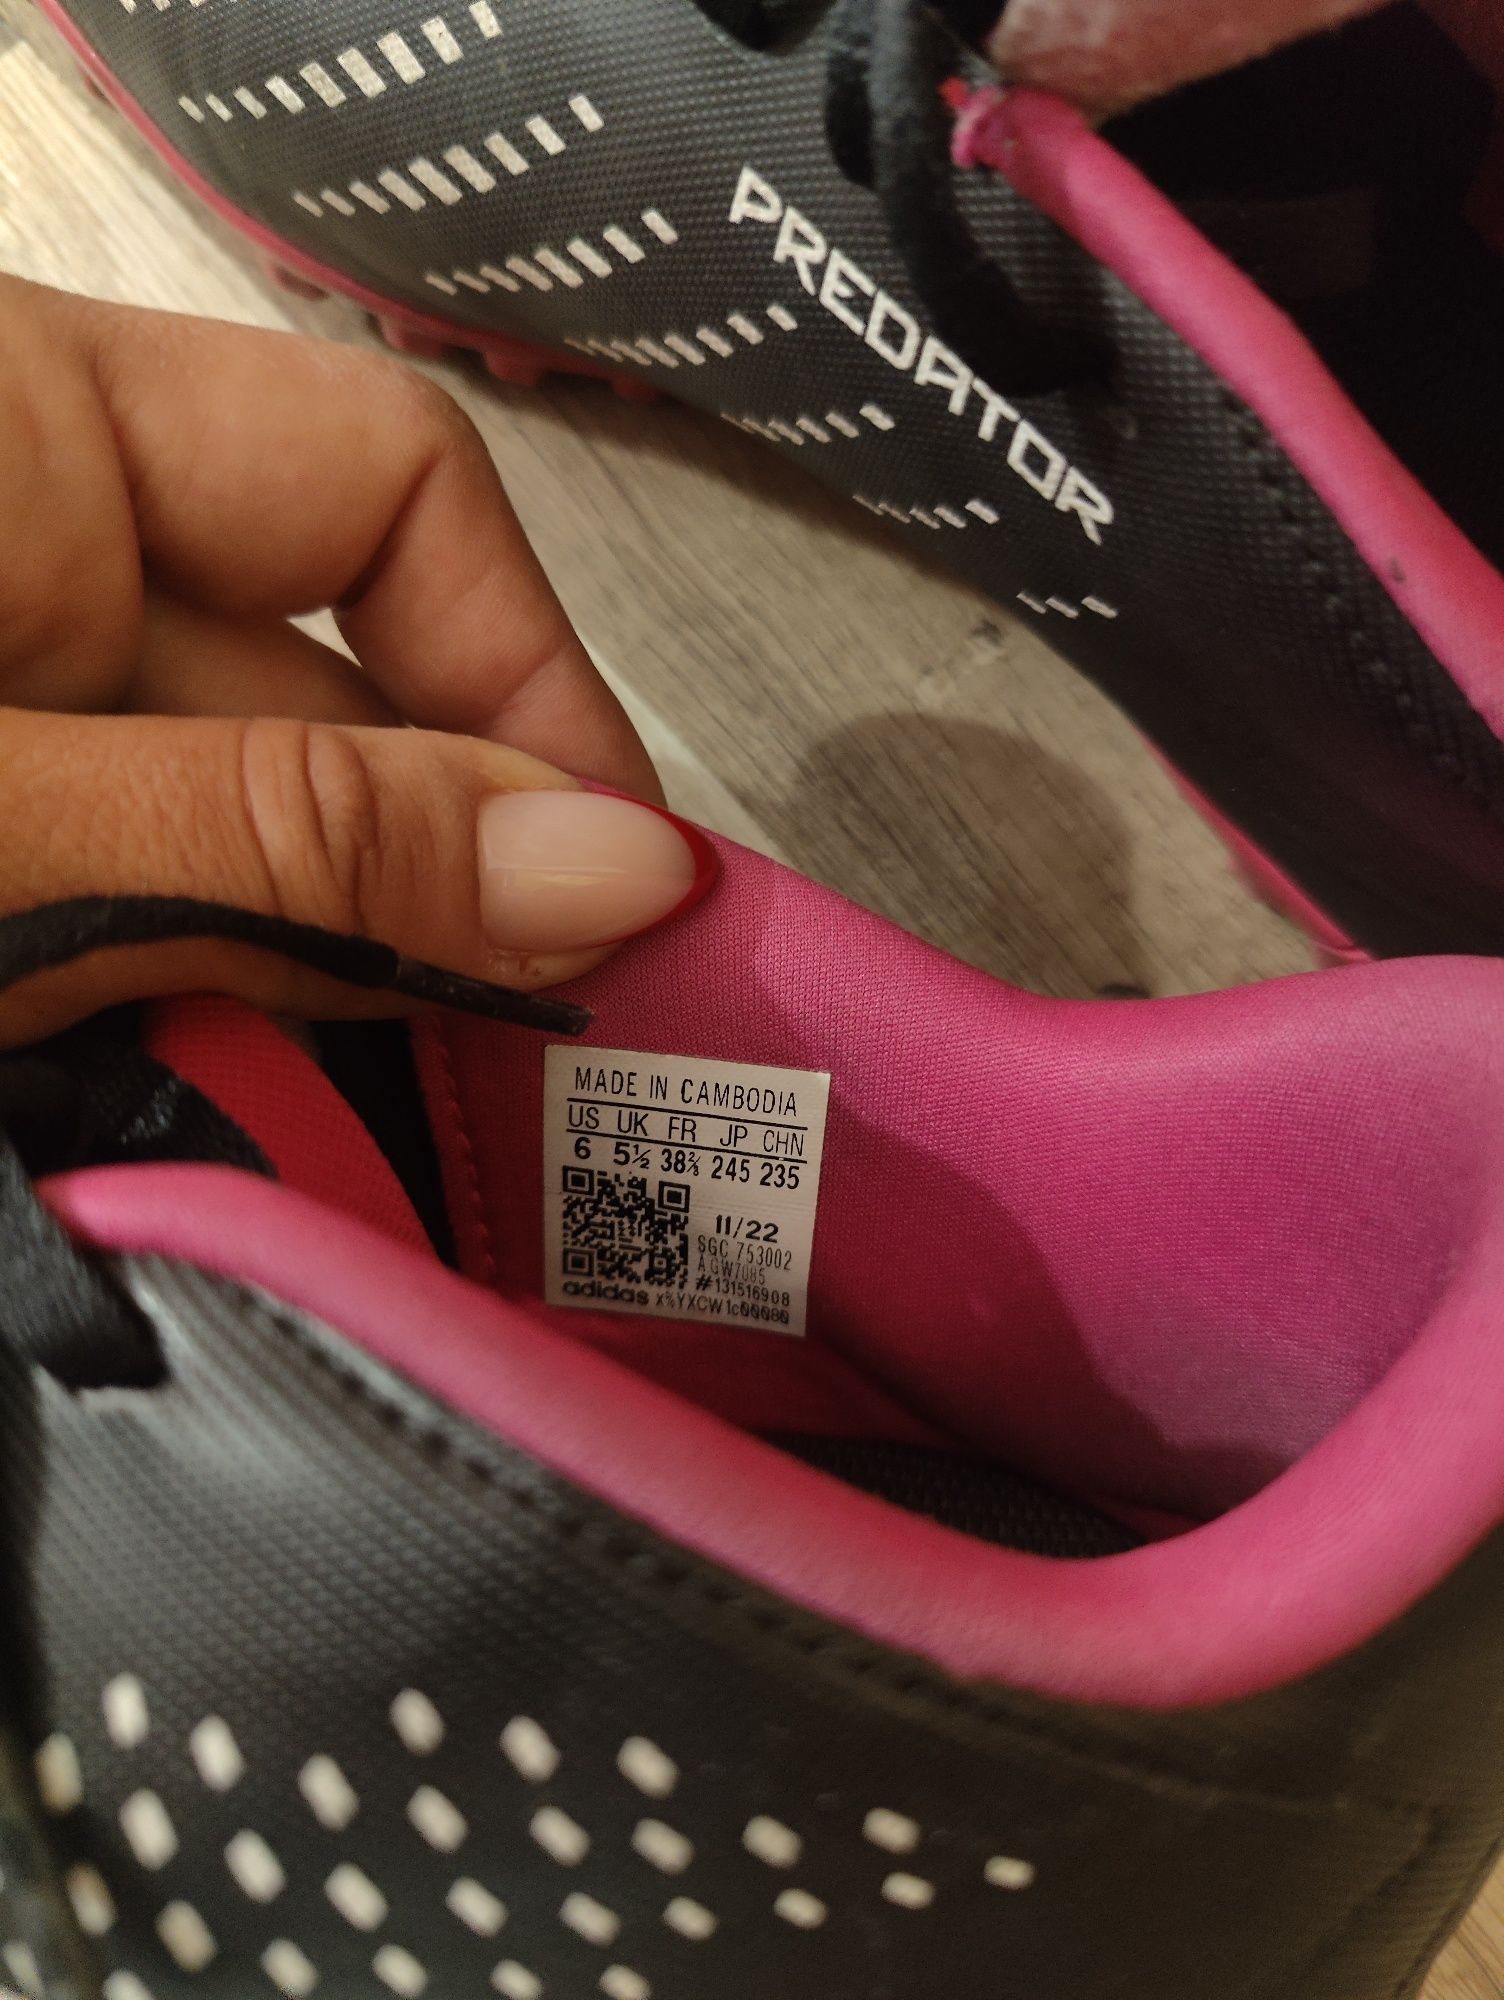 PREDATOR
MADE IN CAMBODIA
US UK FR JP CHN
6 5½ 38⅔ 245 235
11/22
SGC 753002
A GW7085
#131516908
adidas x%YXCW1c00080